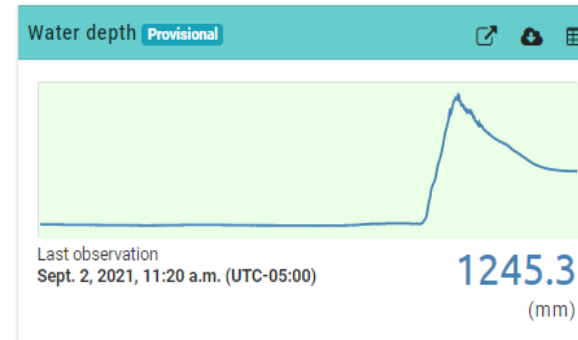 Water depth Provisional
Last observation
Sept. 2, 2021, 11:20 a.m. (UTC-05:00)
1245.3
(mm)